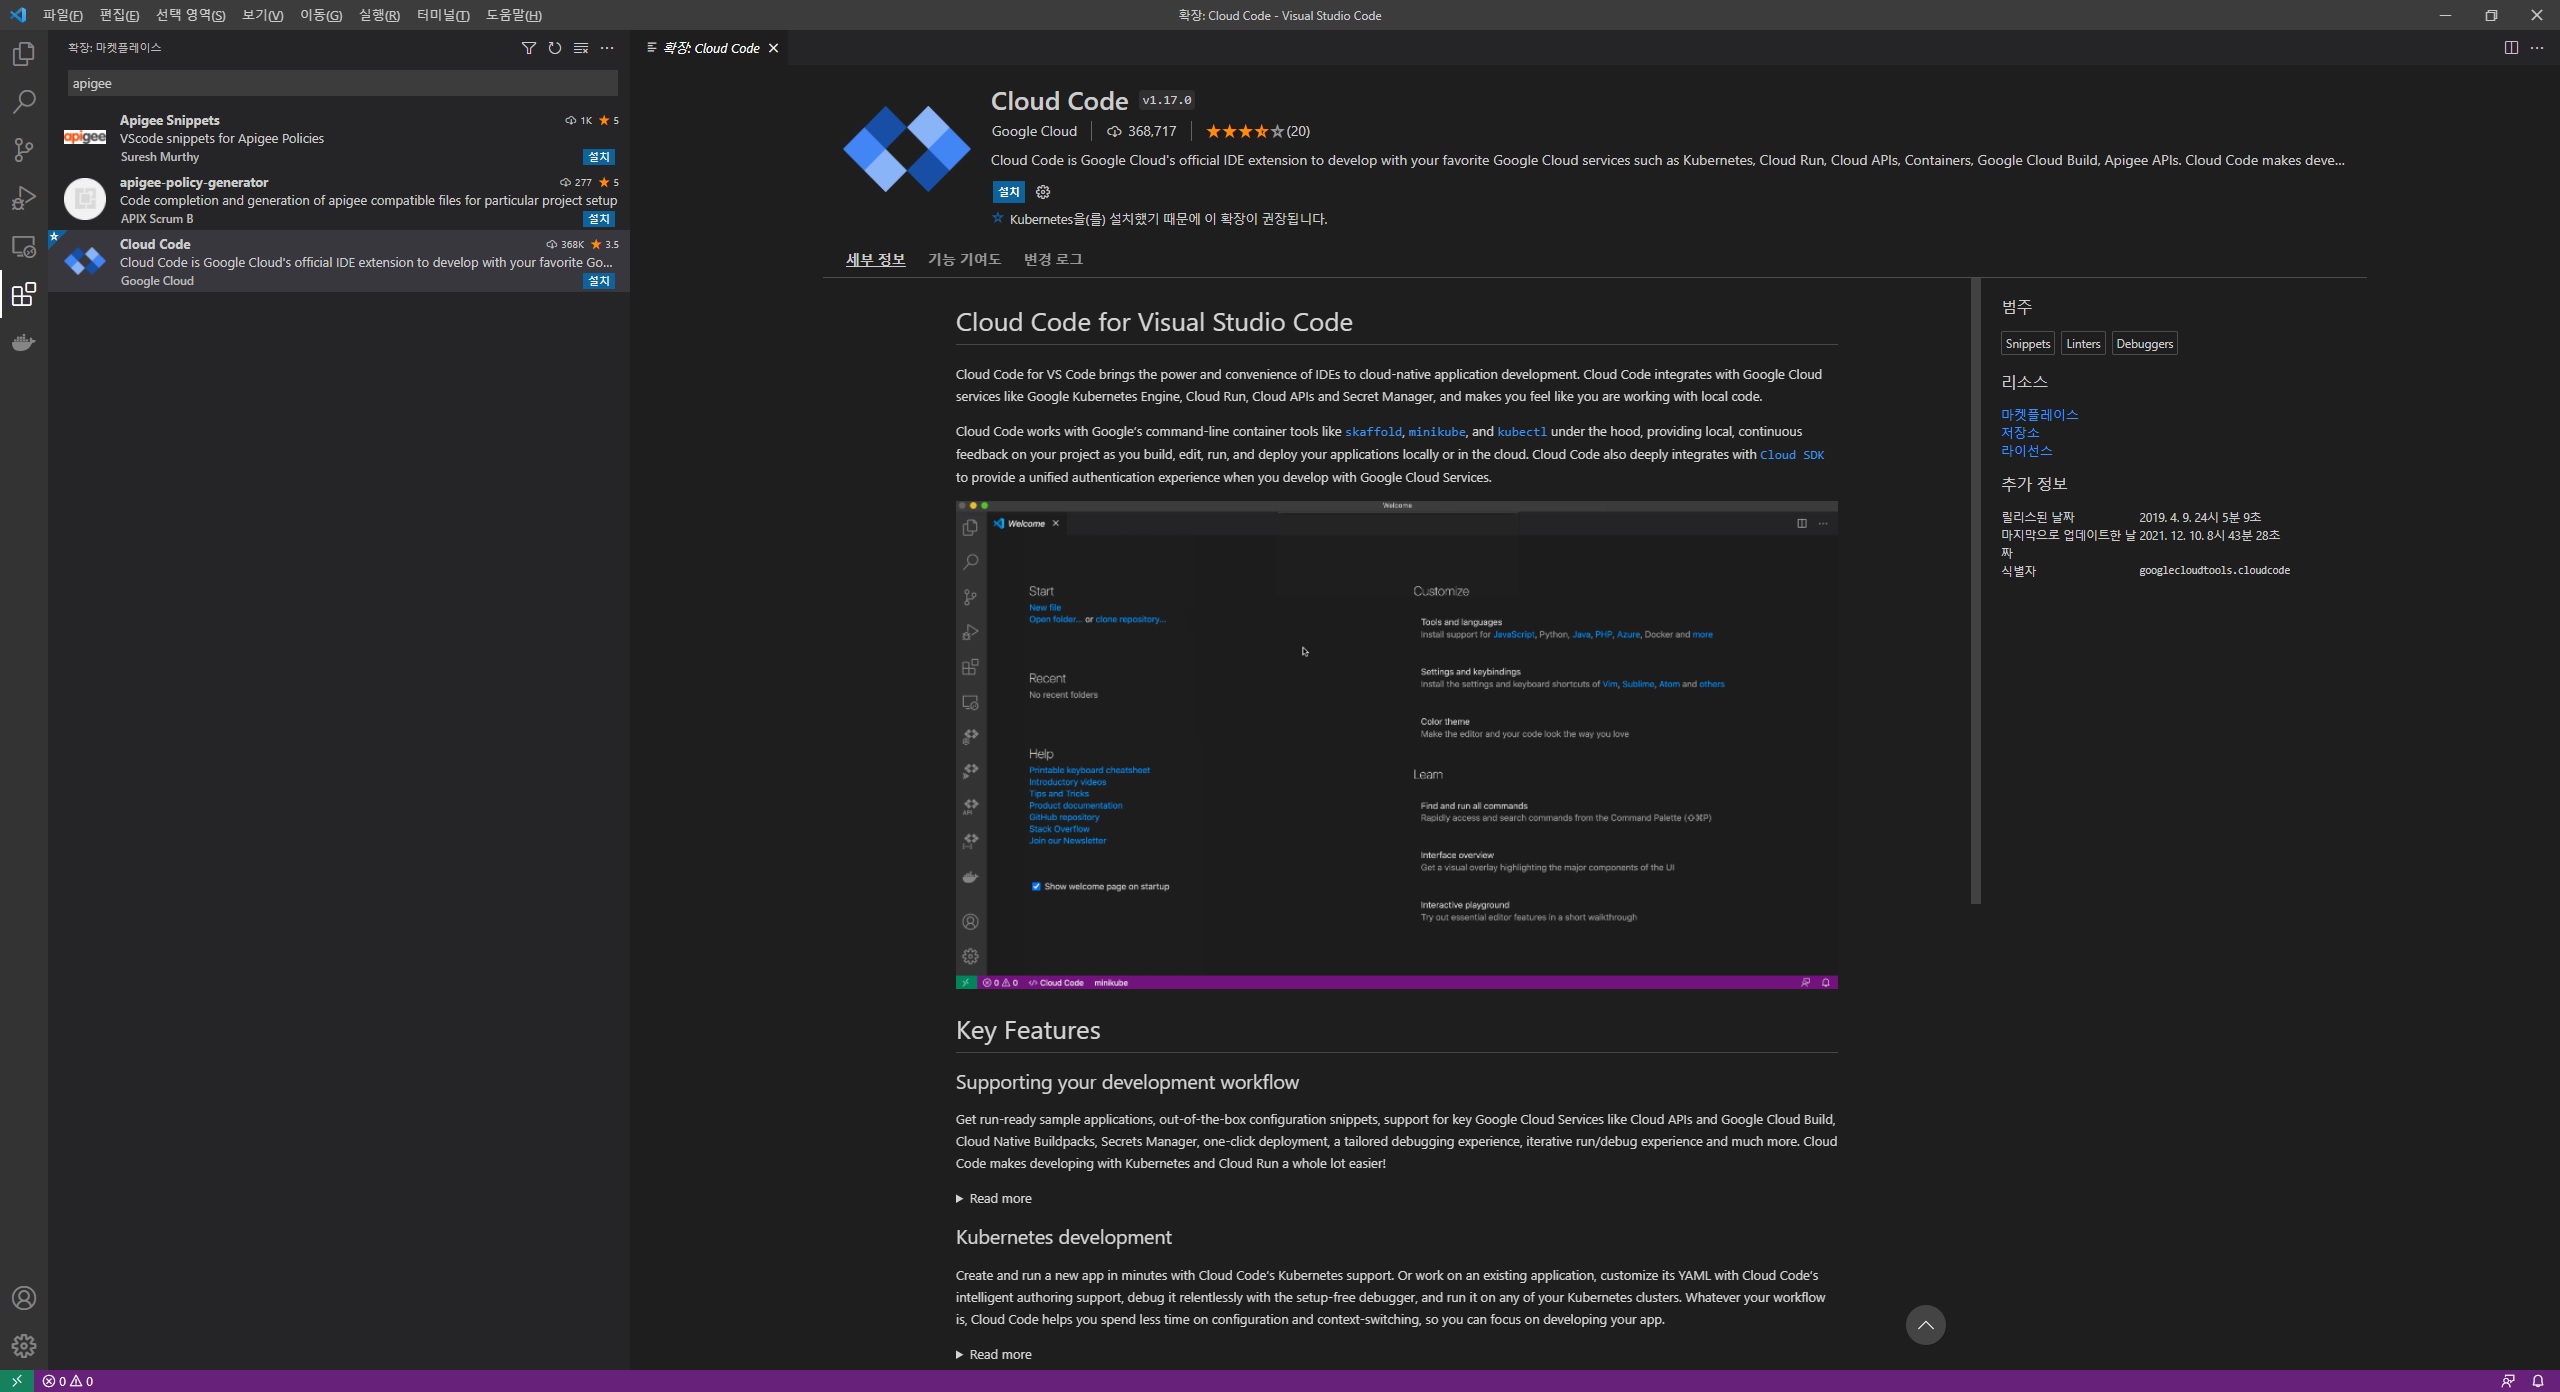 파일(F) 편집(E) 선택 영역(S) 보기(V) 이동(G) 실행(R) 터미널(T) 도움말(H)
확장: Cloud Code - Visual Studio Code
확장: 마켓플레이스
apigee
apigee
Apigee Snippets 1K 5
VScode snippets for Apigee Policies
Suresh Murthy 설치
apigee-policy-generator 277 5
Code completion and generation of apigee compatible files for particular project setup
APIX Scrum B 설치
Cloud Code 368K 3.5
Cloud Code is Google Cloud's official IDE extension to develop with your favorite Go...
Google Cloud 설치
확장: Cloud Code
Cloud Code v1.17.0
Google Cloud 368,717 (20)
Cloud Code is Google Cloud's official IDE extension to develop with your favorite Google Cloud services such as Kubernetes, Cloud Run, Cloud APIs, Containers, Google Cloud Build, Apigee APIs. Cloud Code makes deve...
설치
Kubernetes을(를) 설치했기 때문에 이 확장이 권장됩니다.
세부 정보 기능 기여도 변경 로그
Cloud Code for Visual Studio Code
Cloud Code for VS Code brings the power and convenience of IDEs to cloud-native application development. Cloud Code integrates with Google Cloud
services like Google Kubernetes Engine, Cloud Run, Cloud APIs and Secret Manager, and makes you feel like you are working with local code.
Cloud Code works with Google's command-line container tools like skaffold, minikube, and kubectl under the hood, providing local, continuous
feedback on your project as you build, edit, run, and deploy your applications locally or in the cloud. Cloud Code also deeply integrates with Cloud SDK
to provide a unified authentication experience when you develop with Google Cloud Services.
Welcome
Welcome
Start
New file
Open folder... or clone repository...
Recent
No recent folders
Help
Printable keyboard cheatsheet
Introductory videos
Tips and Tricks
Product documentation
GitHub repository
Stack Overflow
Join our Newsletter
Show welcome page on startup
Customize
Tools and languages
Install support for JavaScript, Python, Java, PHP, Azure, Docker and more
Settings and keybindings
Install the settings and keyboard shortcuts of Vim, Sublime, Atom and others
Color theme
Make the editor and your code look the way you love
Learn
Find and run all commands
Rapidly access and search commands from the Command Palette (⇧⌘P)
Interface overview
Get a visual overlay highlighting the major components of the UI
Interactive playground
Try out essential editor features in a short walkthrough
API
0 0 Cloud Code minikube
Key Features
Supporting your development workflow
Get run-ready sample applications, out-of-the-box configuration snippets, support for key Google Cloud Services like Cloud APIs and Google Cloud Build,
Cloud Native Buildpacks, Secrets Manager, one-click deployment, a tailored debugging experience, iterative run/debug experience and much more. Cloud
Code makes developing with Kubernetes and Cloud Run a whole lot easier!
Read more
Kubernetes development
Create and run a new app in minutes with Cloud Code's Kubernetes support. Or work on an existing application, customize its YAML with Cloud Code's
intelligent authoring support, debug it relentlessly with the setup-free debugger, and run it on any of your Kubernetes clusters. Whatever your workflow
is, Cloud Code helps you spend less time on configuration and context-switching, so you can focus on developing your app.
Read more
범주
Snippets Linters Debuggers
리소스
마켓플레이스
저장소
라이선스
추가 정보
릴리스된 날짜 2019. 4. 9. 24시 5분 9초
마지막으로 업데이트한 날 2021. 12. 10. 8시 43분 28초
짜
식별자 googlecloudtools.cloudcode
0 0